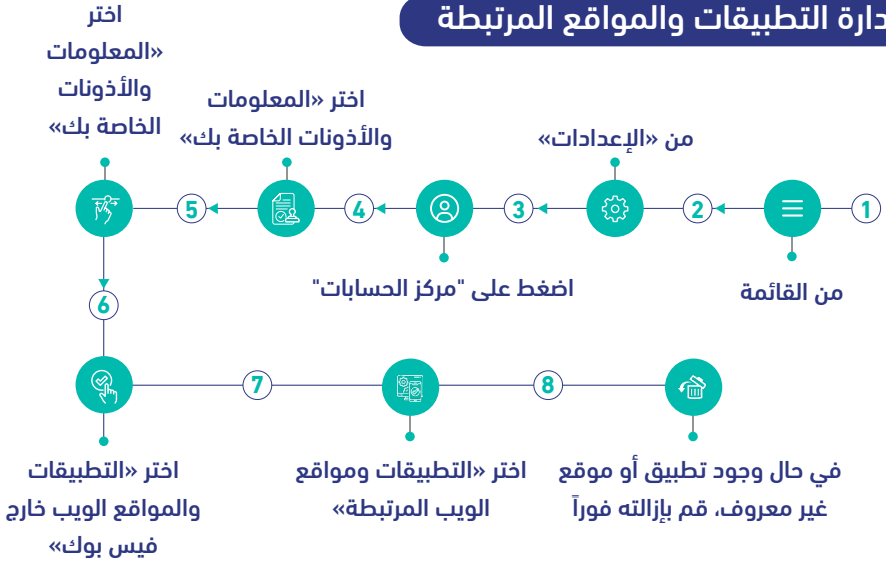 دارة التطبيقات والمواقع المرتبطة
1
من القائمة
2
من «الإعدادات»
3
اضغط على "مركز الحسابات"
4
اختر «المعلومات
والأذونات الخاصة بك»
5
اختر
«المعلومات
والأذونات
الخاصة بك»
6
اختر «التطبيقات
والمواقع الويب خارج
فيس بوك»
7
اختر «التطبيقات ومواقع
الويب المرتبطة»
8
في حال وجود تطبيق أو موقع
غير معروف، قم بإزالته فوراً